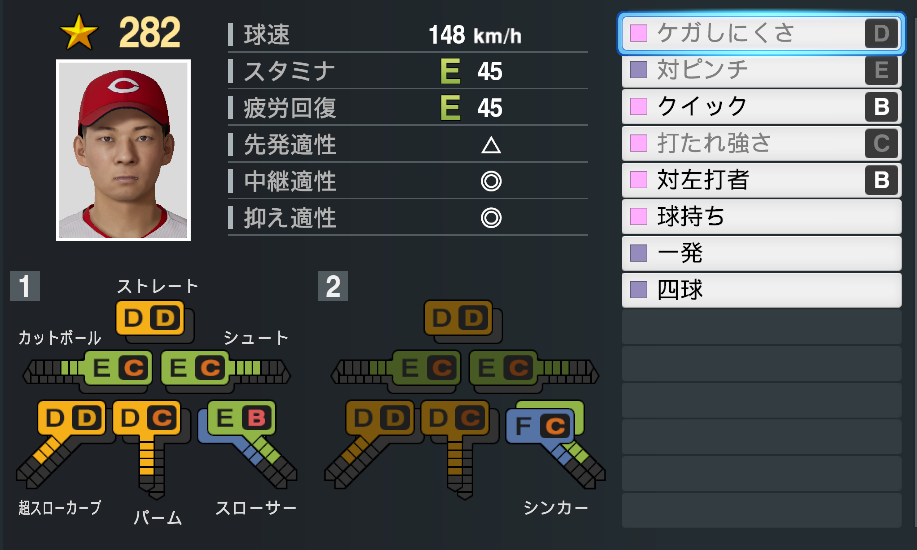 ★ 282
球速 148 km/h
スタミナ E 45
疲労回復 E 45
先発適性 △
中継適性 ◎
抑え適性 ◎
ケガしにくさ D
対ピンチ E
クイック B
打たれ強さ C
対左打者 B
球持ち
一発
四球
C
1
ストレート
D D
カットボール
シュート
E C
E C
D D
D C
E B
超スローカーブ
パーム
スローサー
2
D D
E C
E C
D D
D C
F C
シンカー